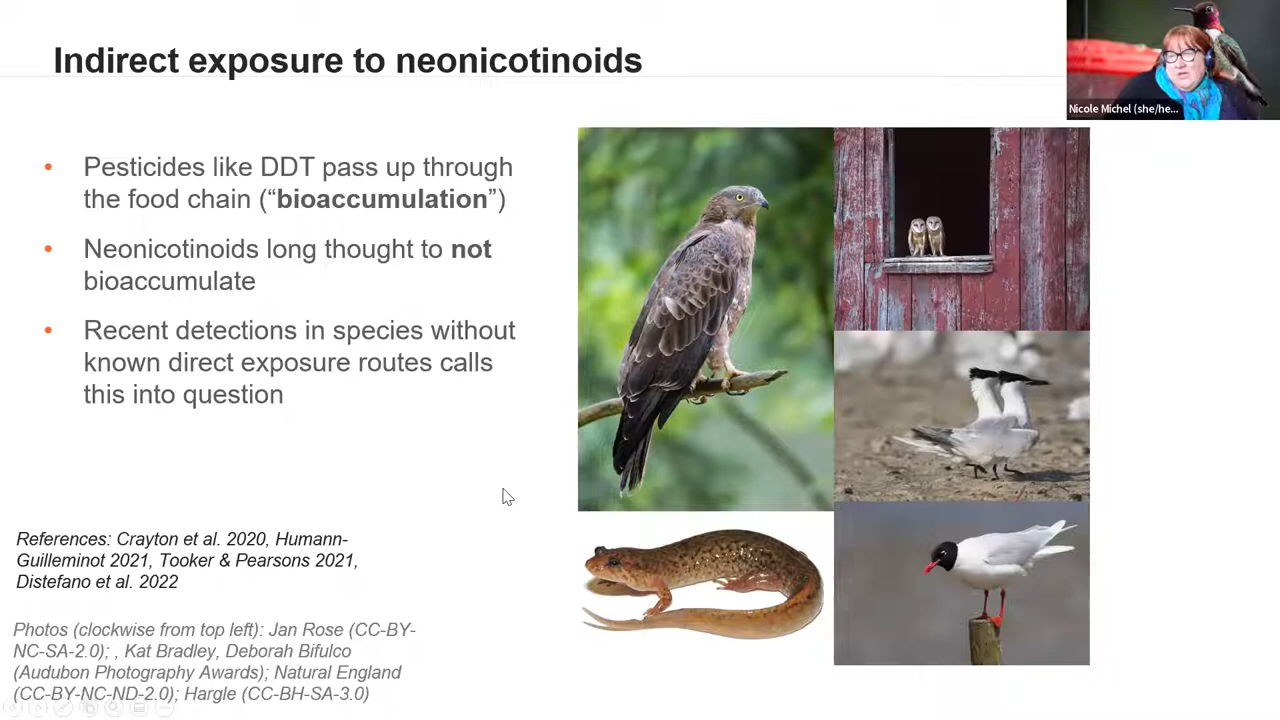 Indirect exposure to neonicotinoids
Nicole Michel (she/he...
• Pesticides like DDT pass up through
the food chain (“bioaccumulation”)
• Neonicotinoids long thought to not
bioaccumulate
• Recent detections in species without
known direct exposure routes calls
this into question
References: Crayton et al. 2020, Humann-
Guilleminot 2021, Tooker & Pearsons 2021,
Distefano et al. 2022
Photos (clockwise from top left): Jan Rose (CC-BY-
NC-SA-2.0); , Kat Bradley, Deborah Bifulco
(Audubon Photography Awards); Natural England
(CC-BY-NC-ND-2.0); Hargle (CC-BH-SA-3.0)